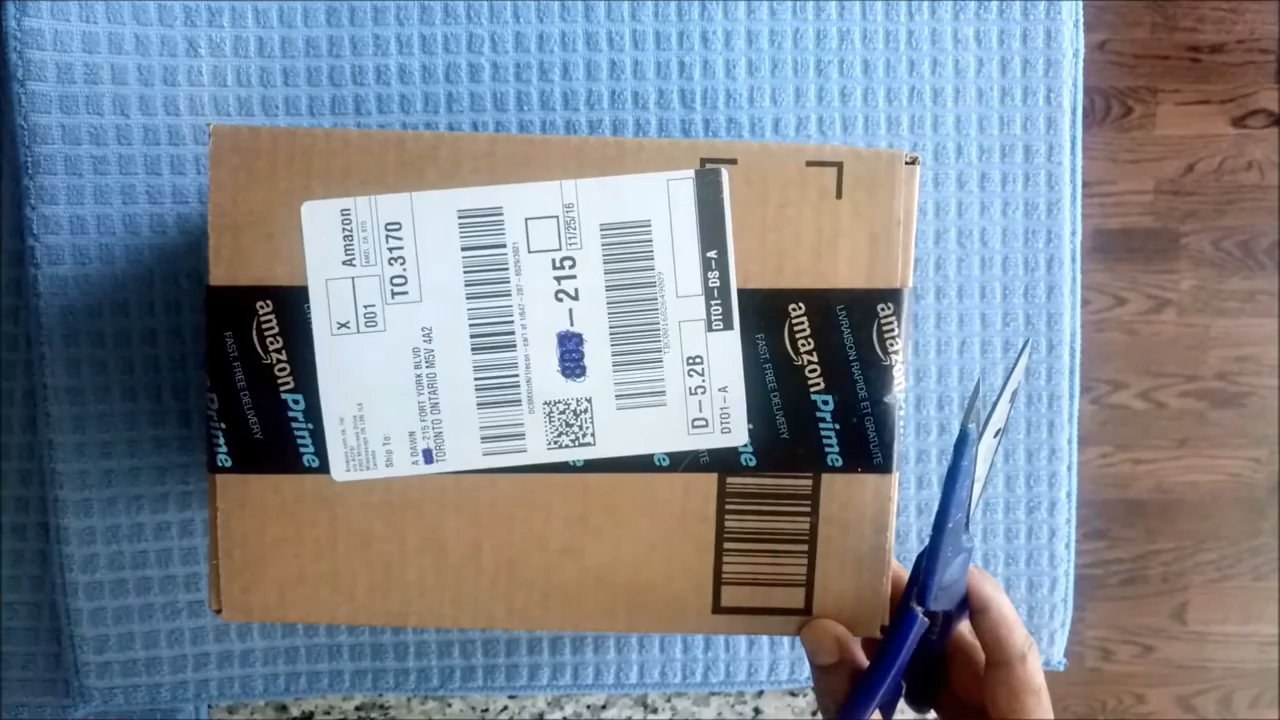 X
001
Amazon
TO.3170
Ship To:
A DAWN
-215 FORT YORK BLVD
TORONTO ONTARIO M5V 4A2
-215
11/25/16
D-5.2B
DT01-A
DT01-DS-A
amazonPrime
FAST, FREE DELIVERY
amazonPrime
FAST, FREE DELIVERY
LIVRAISON RAPIDE ET GRATUITE
amazon
Prime